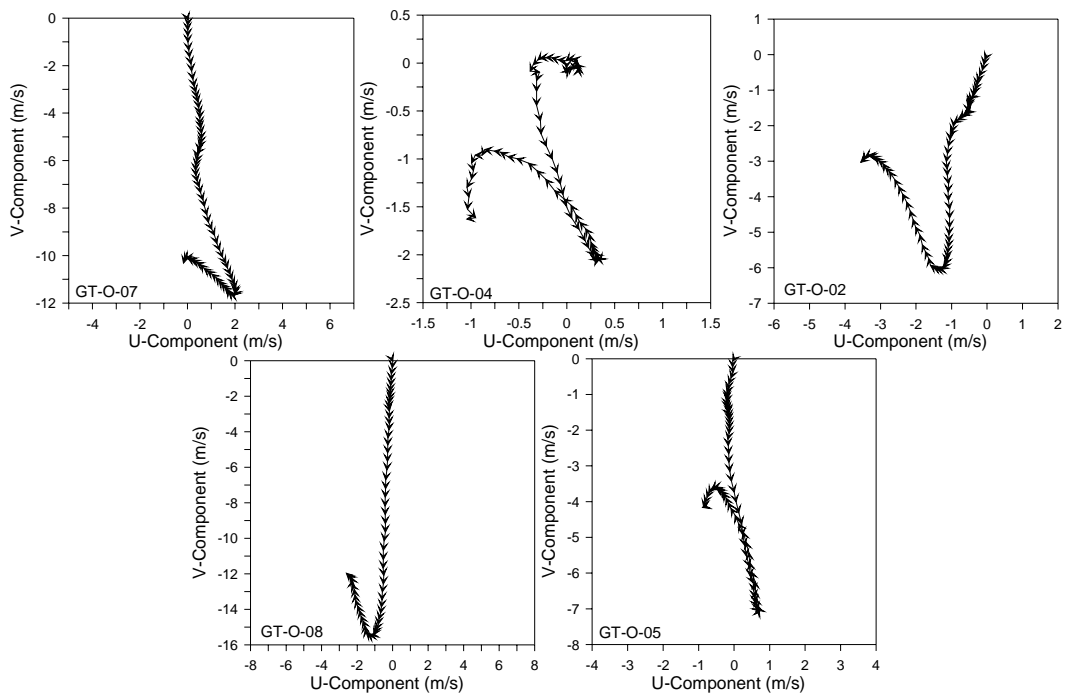 0
-2
-4
-6
-8
-10
-12
V-Component (m/s)
GT-O-07
-4 -2 0 2 4 6
U-Component (m/s)
0.5
0
-0.5
-1
-1.5
-2
-2.5
V-Component (m/s)
GT-O-04
-1.5 -1 -0.5 0 0.5 1 1.5
U-Component (m/s)
1
0
-1
-2
-3
-4
-5
-6
-7
V-Component (m/s)
GT-O-02
-6 -5 -4 -3 -2 -1 0 1 2
U-Component (m/s)
0
-2
-4
-6
-8
-10
-12
-14
-16
V-Component (m/s)
GT-O-08
-8 -6 -4 -2 0 2 4 6 8
U-Component (m/s)
0
-1
-2
-3
-4
-5
-6
-7
-8
V-Component (m/s)
GT-O-05
-4 -3 -2 -1 0 1 2 3 4
U-Component (m/s)